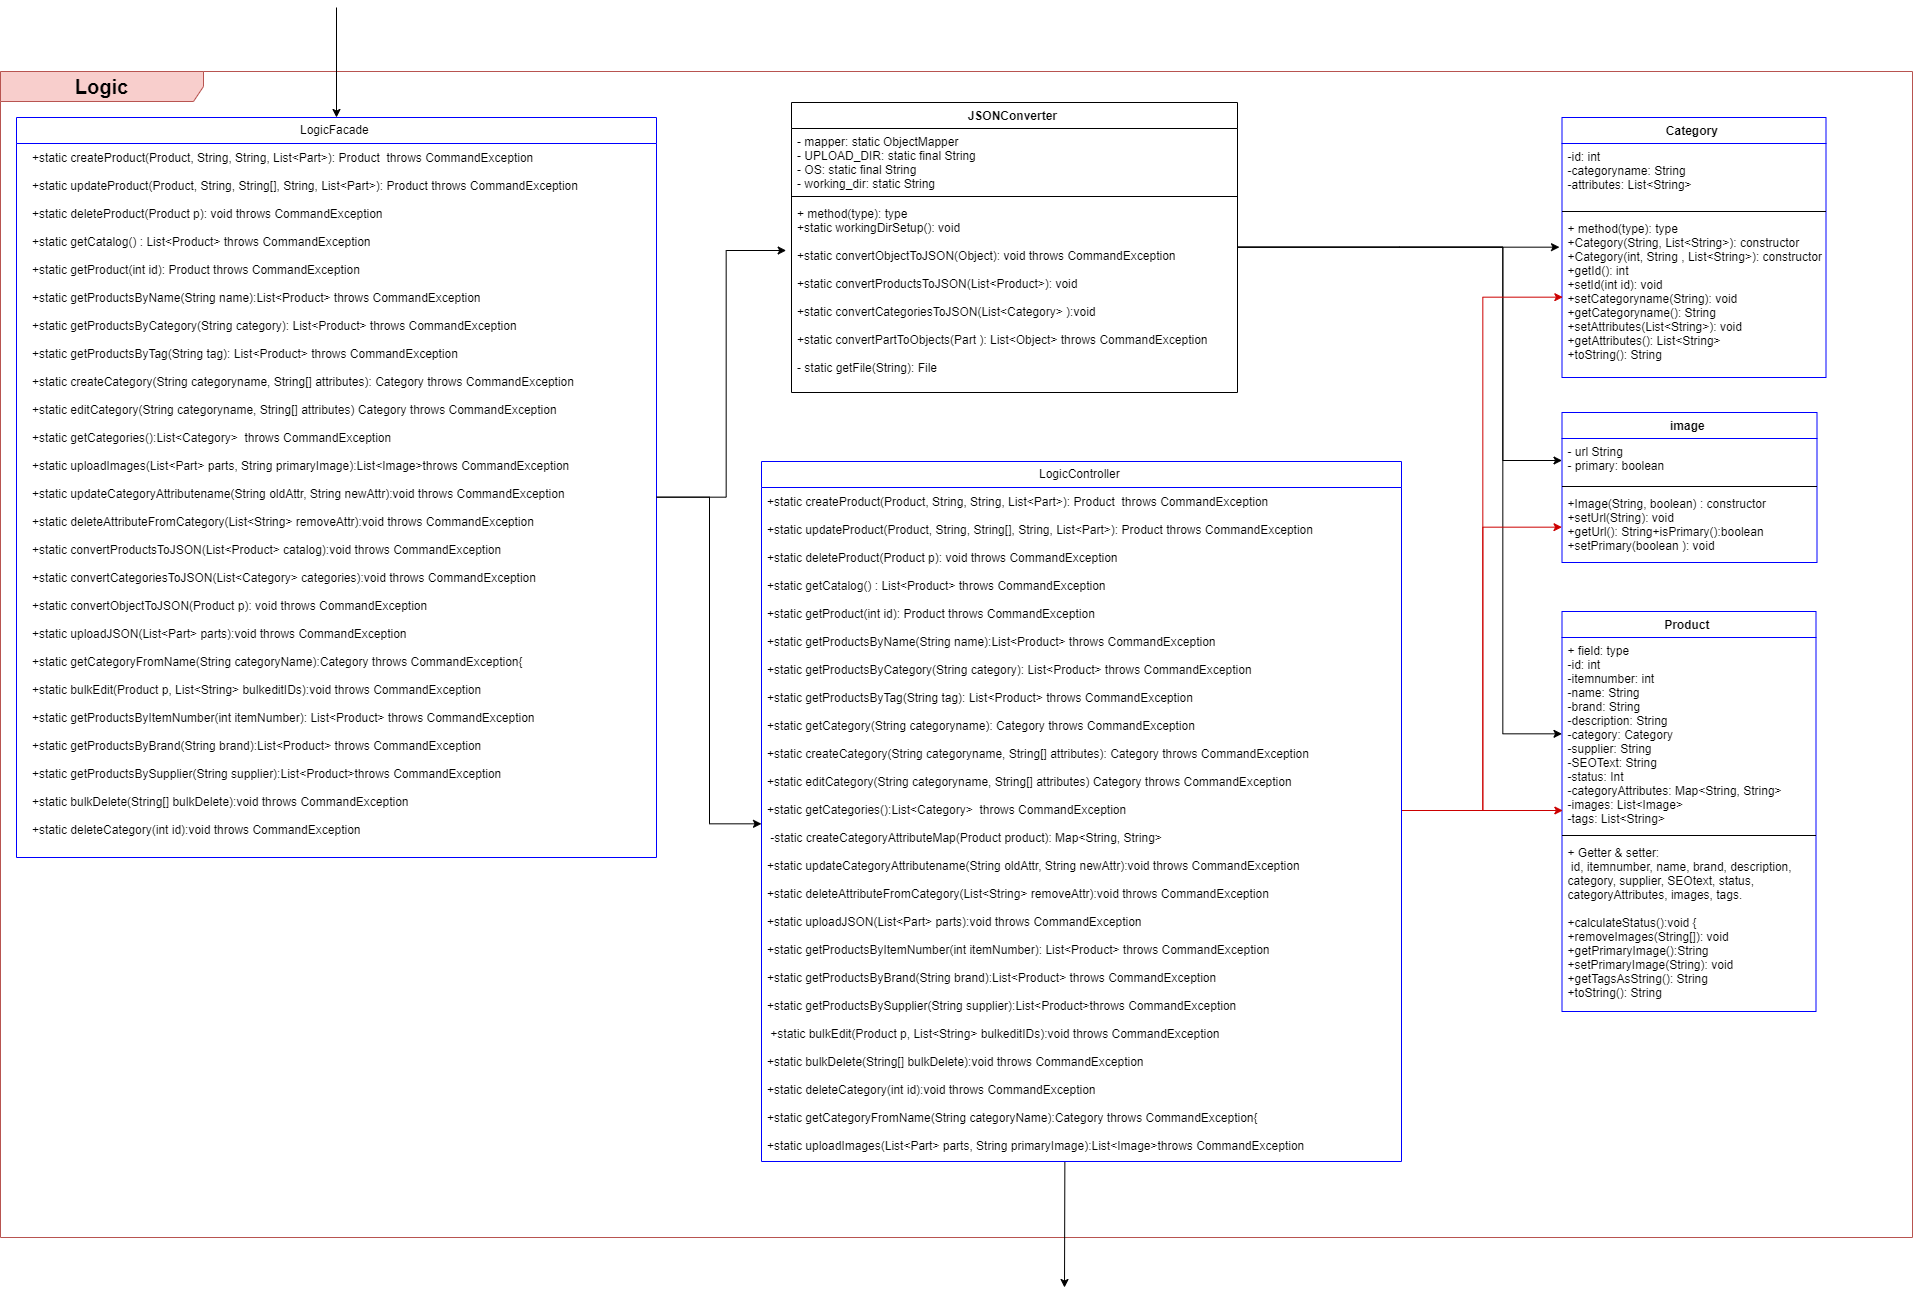 Logic
LogicFacade
+static createProduct(Product, String, String, List<Part>): Product  throws CommandException
+static updateProduct(Product, String, String[], String, List<Part>): Product throws CommandException
+static deleteProduct(Product p): void throws CommandException
+static getCatalog() : List<Product> throws CommandException
+static getProduct(int id): Product throws CommandException
+static getProductsByName(String name):List<Product> throws CommandException
+static getProductsByCategory(String category): List<Product> throws CommandException
+static getProductsByTag(String tag): List<Product> throws CommandException
+static createCategory(String categoryname, String[] attributes): Category throws CommandException
+static editCategory(String categoryname, String[] attributes) Category throws CommandException
+static getCategories():List<Category>  throws CommandException
+static uploadImages(List<Part> parts, String primaryImage):List<Image>throws CommandException
+static updateCategoryAttributename(String oldAttr, String newAttr):void throws CommandException
+static deleteAttributeFromCategory(List<String> removeAttr):void throws CommandException
+static convertProductsToJSON(List<Product> catalog):void throws CommandException
+static convertCategoriesToJSON(List<Category> categories):void throws CommandException
+static convertObjectToJSON(Product p): void throws CommandException
+static uploadJSON(List<Part> parts):void throws CommandException
+static getCategoryFromName(String categoryName):Category throws CommandException{
+static bulkEdit(Product p, List<String> bulkeditIDs):void throws CommandException
+static getProductsByItemNumber(int itemNumber): List<Product> throws CommandException
+static getProductsByBrand(String brand):List<Product> throws CommandException
+static getProductsBySupplier(String supplier):List<Product>throws CommandException
+static bulkDelete(String[] bulkDelete):void throws CommandException
+static deleteCategory(int id):void throws CommandException
JSONConverter
- mapper: static ObjectMapper
- UPLOAD_DIR: static final String
- OS: static final String
- working_dir: static String
+ method(type): type
+static workingDirSetup(): void
+static convertObjectToJSON(Object): void throws CommandException
+static convertProductsToJSON(List<Product>): void
+static convertCategoriesToJSON(List<Category> ):void
+static convertPartToObjects(Part ): List<Object> throws CommandException
- static getFile(String): File
LogicController
+static createProduct(Product, String, String, List<Part>): Product  throws CommandException
+static updateProduct(Product, String, String[], String, List<Part>): Product throws CommandException
+static deleteProduct(Product p): void throws CommandException
+static getCatalog() : List<Product> throws CommandException
+static getProduct(int id): Product throws CommandException
+static getProductsByName(String name):List<Product> throws CommandException
+static getProductsByCategory(String category): List<Product> throws CommandException
+static getProductsByTag(String tag): List<Product> throws CommandException
+static getCategory(String categoryname): Category throws CommandException
+static createCategory(String categoryname, String[] attributes): Category throws CommandException
+static editCategory(String categoryname, String[] attributes) Category throws CommandException
+static getCategories():List<Category>  throws CommandException
-static createCategoryAttributeMap(Product product): Map<String, String>
+static updateCategoryAttributename(String oldAttr, String newAttr):void throws CommandException
+static deleteAttributeFromCategory(List<String> removeAttr):void throws CommandException
+static uploadJSON(List<Part> parts):void throws CommandException
+static getProductsByItemNumber(int itemNumber): List<Product> throws CommandException
+static getProductsByBrand(String brand):List<Product> throws CommandException
+static getProductsBySupplier(String supplier):List<Product>throws CommandException
+static bulkEdit(Product p, List<String> bulkeditIDs):void throws CommandException
+static bulkDelete(String[] bulkDelete):void throws CommandException
+static deleteCategory(int id):void throws CommandException
+static getCategoryFromName(String categoryName):Category throws CommandException{
+static uploadImages(List<Part> parts, String primaryImage):List<Image>throws CommandException
Category
-id: int
-categoryname: String
-attributes: List<String>
+ method(type): type
+Category(String, List<String>): constructor
+Category(int, String , List<String>): constructor
+getId(): int
+setId(int id): void
+setCategoryname(String): void
+getCategoryname(): String
+setAttributes(List<String>): void
+getAttributes(): List<String>
+toString(): String
image
- url String
- primary: boolean
+Image(String, boolean) : constructor
+setUrl(String): void
+getUrl(): String+isPrimary():boolean
+setPrimary(boolean ): void
Product
+ field: type
-id: int
-itemnumber: int
-name: String
-brand: String
-description: String
-category: Category
-supplier: String
-SEOText: String
-status: Int
-categoryAttributes: Map<String, String>
-images: List<Image>
-tags: List<String>
+ Getter & setter:
id, itemnumber, name, brand, description,
category, supplier, SEOtext, status,
categoryAttributes, images, tags.
+calculateStatus():void {
+removeImages(String[]): void
+getPrimaryImage():String
+setPrimaryImage(String): void
+getTagsAsString(): String
+toString(): String